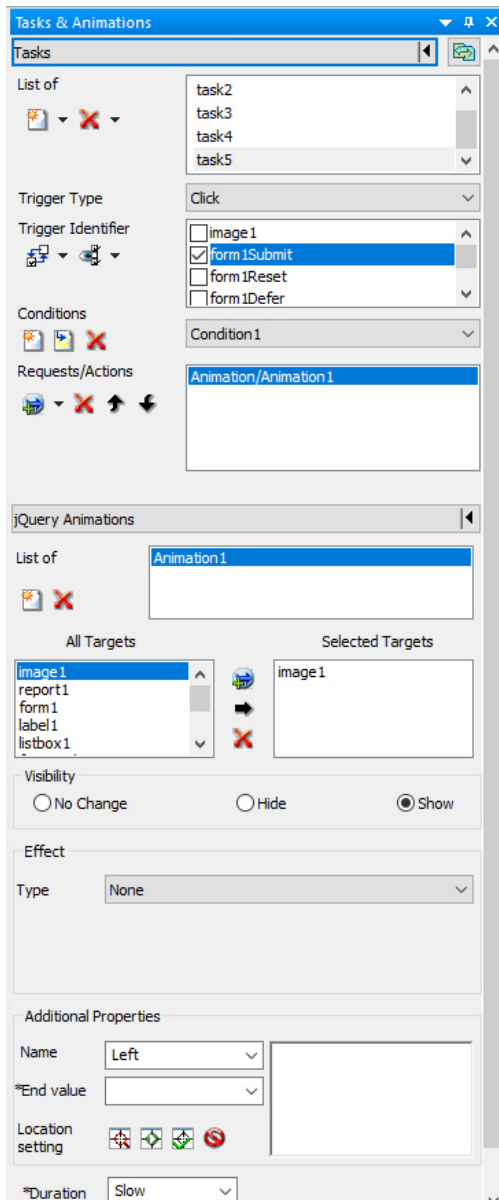 Tasks & Animations
Tasks
List of
task2
task3
task4
task5
Trigger Type
Click
Trigger Identifier
image1
form1Submit
form1Reset
form1Defer
Conditions
Condition1
Requests/Actions
Animation/Animation1
jQuery Animations
List of
Animation1
All Targets
Selected Targets
image1
report1
form1
label1
listbox1
image1
Visibility
No Change
Hide
Show
Effect
Type
None
Additional Properties
Name
Left
*End value
Location
setting
*Duration
Slow